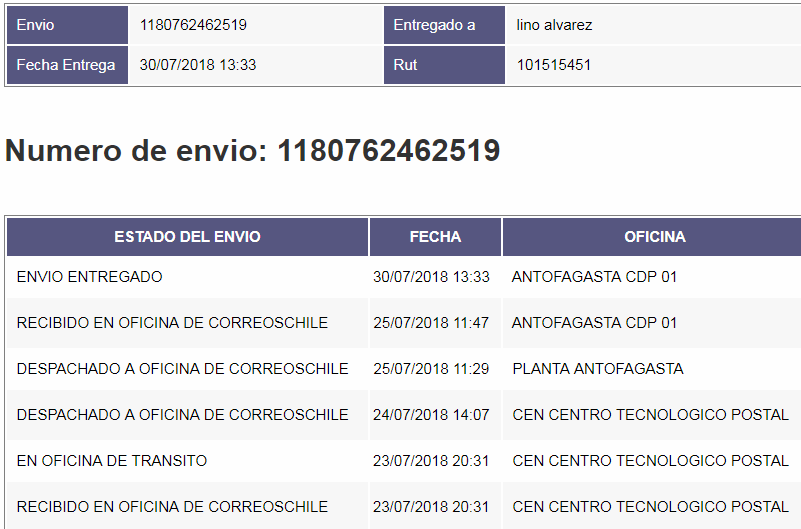 Envio 1180762462519 Entregado a lino alvarez
Fecha Entrega 30/07/2018 13:33 Rut 101515451
Numero de envio: 1180762462519
ESTADO DEL ENVIO FECHA OFICINA
ENVIO ENTREGADO 30/07/2018 13:33 ANTOFAGASTA CDP 01
RECIBIDO EN OFICINA DE CORREOSCHILE 25/07/2018 11:47 ANTOFAGASTA CDP 01
DESPACHADO A OFICINA DE CORREOSCHILE 25/07/2018 11:29 PLANTA ANTOFAGASTA
DESPACHADO A OFICINA DE CORREOSCHILE 24/07/2018 14:07 CEN CENTRO TECNOLOGICO POSTAL
EN OFICINA DE TRANSITO 23/07/2018 20:31 CEN CENTRO TECNOLOGICO POSTAL
RECIBIDO EN OFICINA DE CORREOSCHILE 23/07/2018 20:31 CEN CENTRO TECNOLOGICO POSTAL